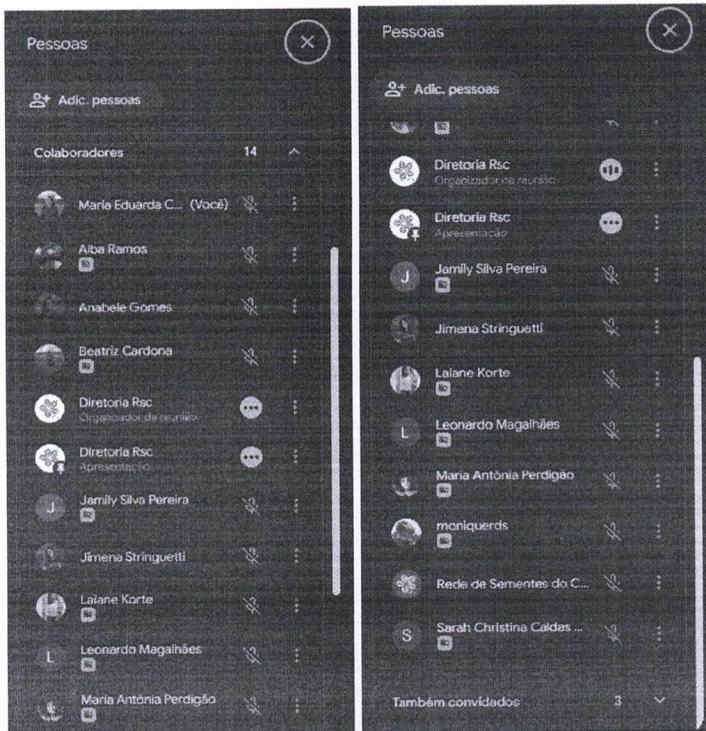 Pessoas
Adic. pessoas
Colaboradores 14
Maria Eduarda C... (Você)
Alba Ramos
Anabele Gomes
Beatriz Cardona
Diretoria Rsc
Organizador da reunião
Diretoria Rsc
Apresentação
J
Jamily Silva Pereira
Jimena Stringuetti
Laiane Korte
L
Leonardo Magalhães
Maria Antônia Perdigão
Pessoas
Adic. pessoas
Diretoria Rsc
Organizador da reunião
Diretoria Rsc
Apresentação
J
Jamily Silva Pereira
Jimena Stringuetti
Laiane Korte
L
Leonardo Magalhães
Maria Antônia Perdigão
moniquerds
Rede de Sementes do C...
S
Sarah Christina Caldas ...
Também convidados 3